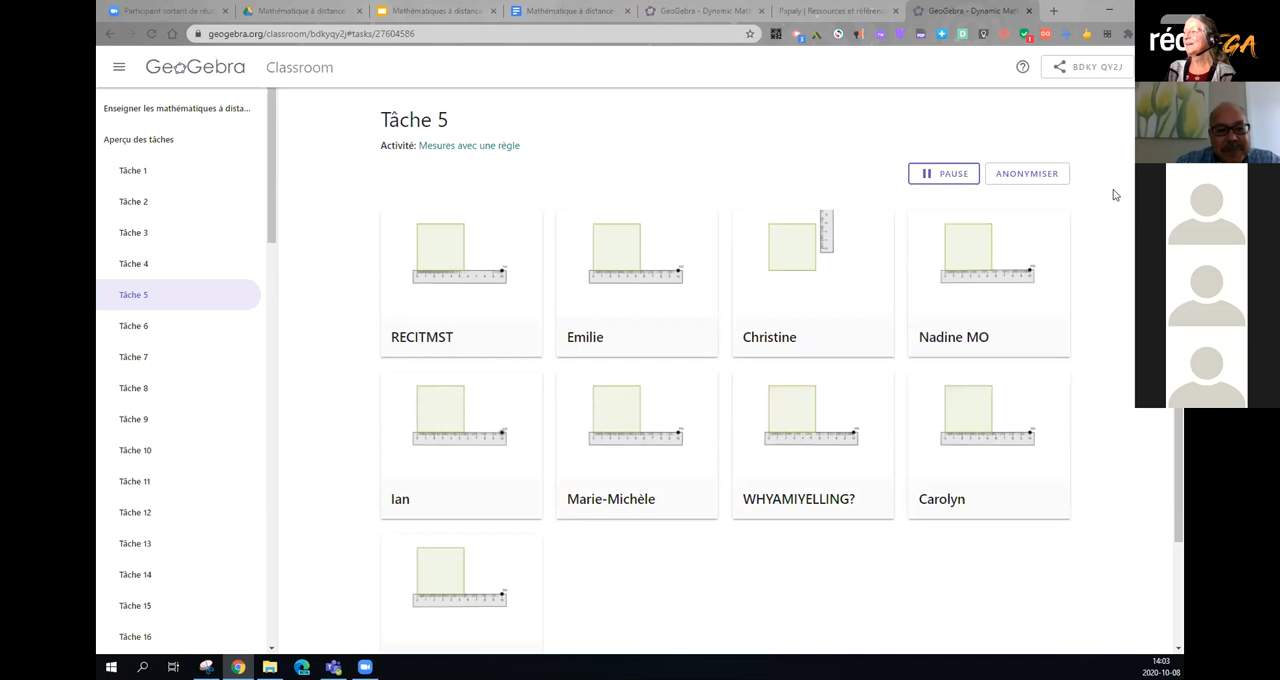 Participant sortant de réu
Mathématique à distance
Mathématiques à distance
Mathématique à distance
GeoGebra - Dynamic Math
Papaly | Ressources et référen
GeoGebra - Dynamic Math
geogebra.org/classroom/bdkyqy2j#tasks/27604586
GeoGebra Classroom
BDKY QY2J
Enseigner les mathématiques à dista...
Aperçu des tâches
Tâche 1
Tâche 2
Tâche 3
Tâche 4
Tâche 5
Tâche 6
Tâche 7
Tâche 8
Tâche 9
Tâche 10
Tâche 11
Tâche 12
Tâche 13
Tâche 14
Tâche 15
Tâche 16
Tâche 5
Activité: Mesures avec une règle
PAUSE
ANONYMISER
RECITMST
Emilie
Christine
Nadine MO
Ian
Marie-Michèle
WHYAMIYELLING?
Carolyn
14:03
2020-10-08